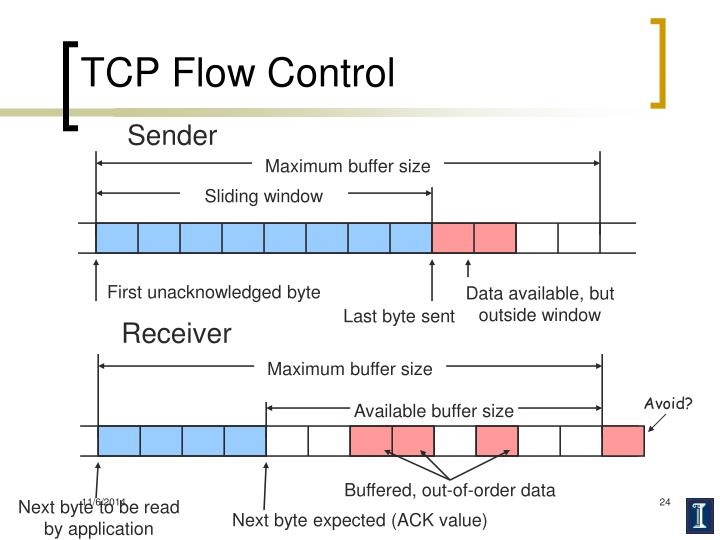 TCP Flow Control
Sender
Maximum buffer size
Sliding window
First unacknowledged byte
Last byte sent
Data available, but
outside window
Receiver
Maximum buffer size
Available buffer size
Avoid?
Buffered, out-of-order data
Next byte to be read
by application
Next byte expected (ACK value)
11/6/2014
24
I